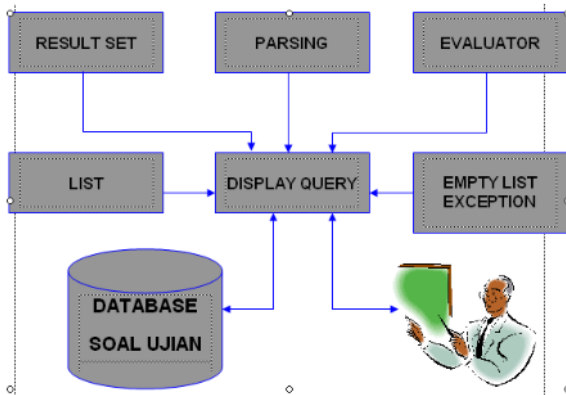 RESULT SET
PARSING
EVALUATOR
LIST
DISPLAY QUERY
EMPTY LIST
EXCEPTION
DATABASE
SOAL UJIAN